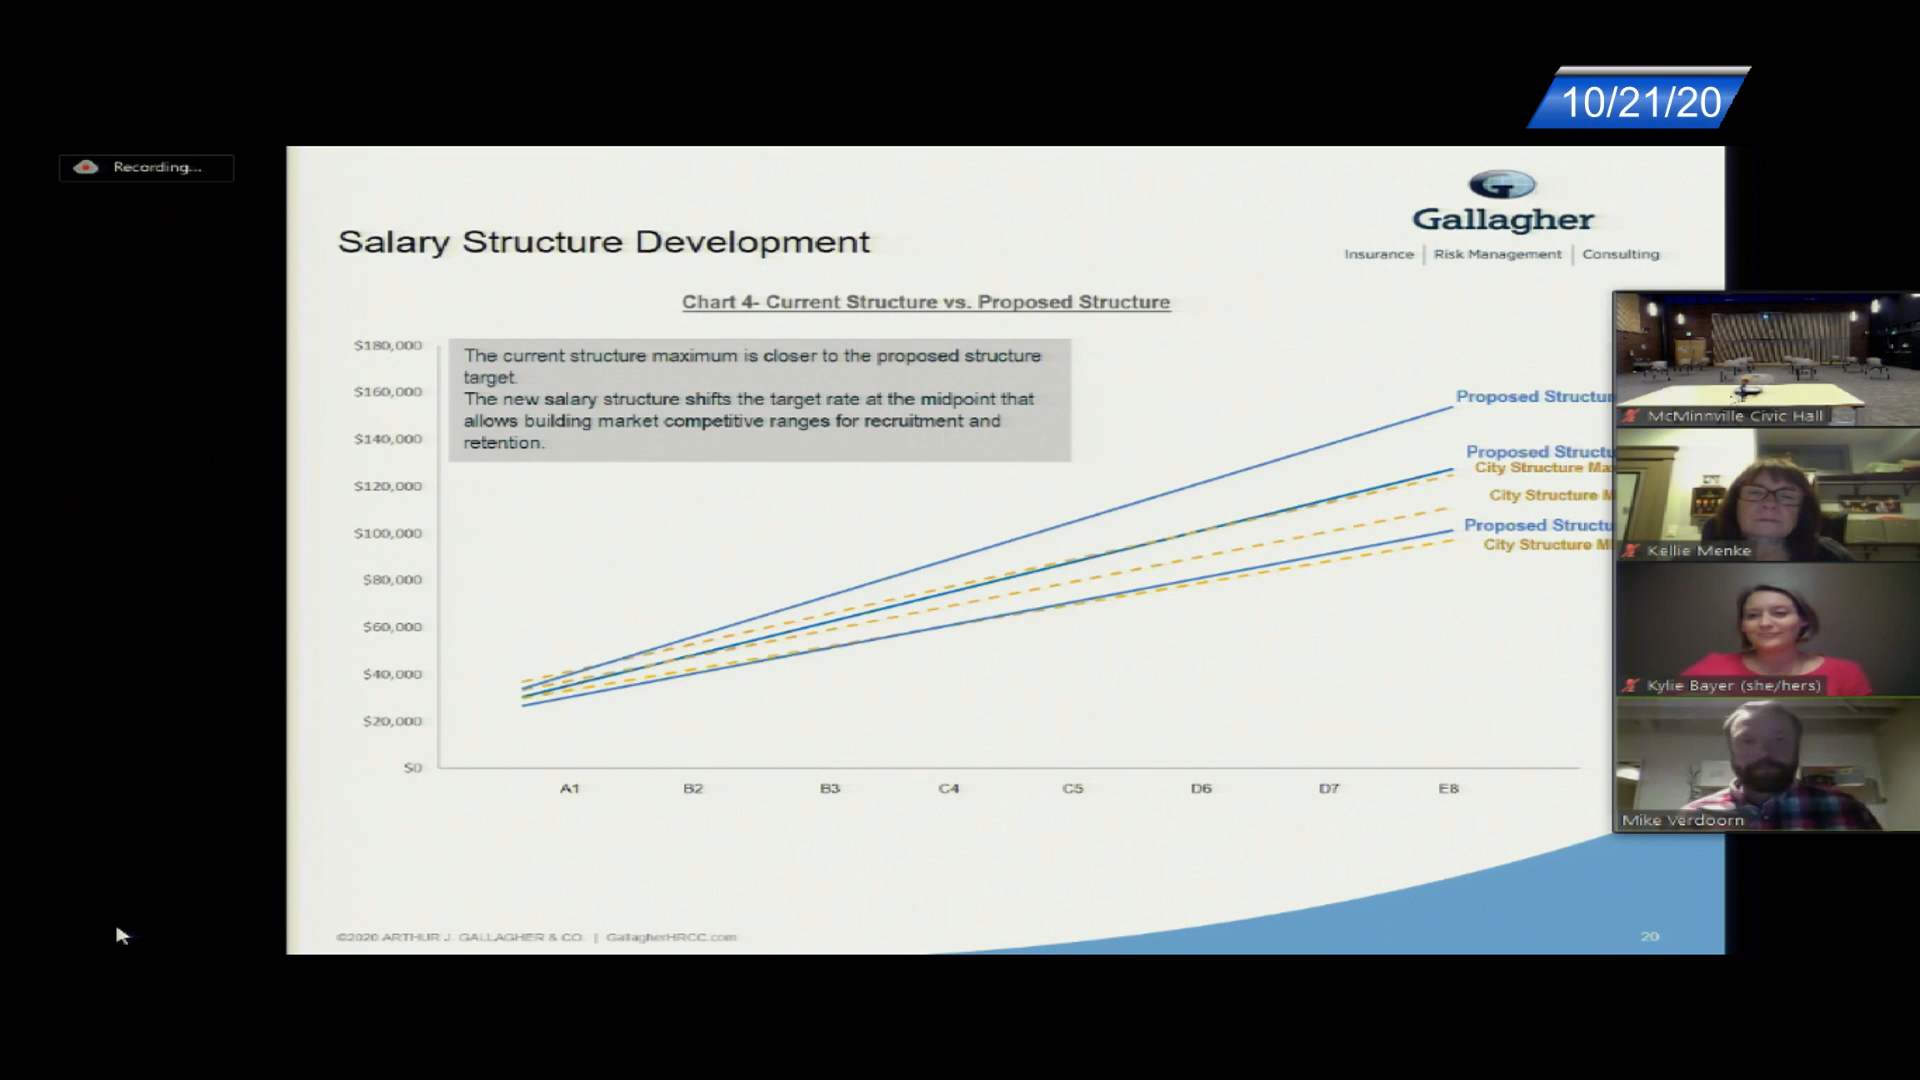 10/21/20
Recording...
Gallagher
Insurance | Risk Management | Consulting
Salary Structure Development
Chart 4- Current Structure vs. Proposed Structure
The current structure maximum is closer to the proposed structure
target.
The new salary structure shifts the target rate at the midpoint that
allows building market competitive ranges for recruitment and
retention.
$180,000
$160,000
$140,000
$120,000
$100,000
$80,000
$60,000
$40,000
$20,000
$0
A1 B2 B3 C4 C5 D6 D7 E8
Proposed
Proposed
City Structure
City Structure
Proposed
City Structure
McMinnville Civic Hall
Kellie Menke
Kylie Bayer (she/hers)
Mike Verdoorn
©2020 ARTHUR J. GALLAGHER & CO. | GallagherHRCC.com
20